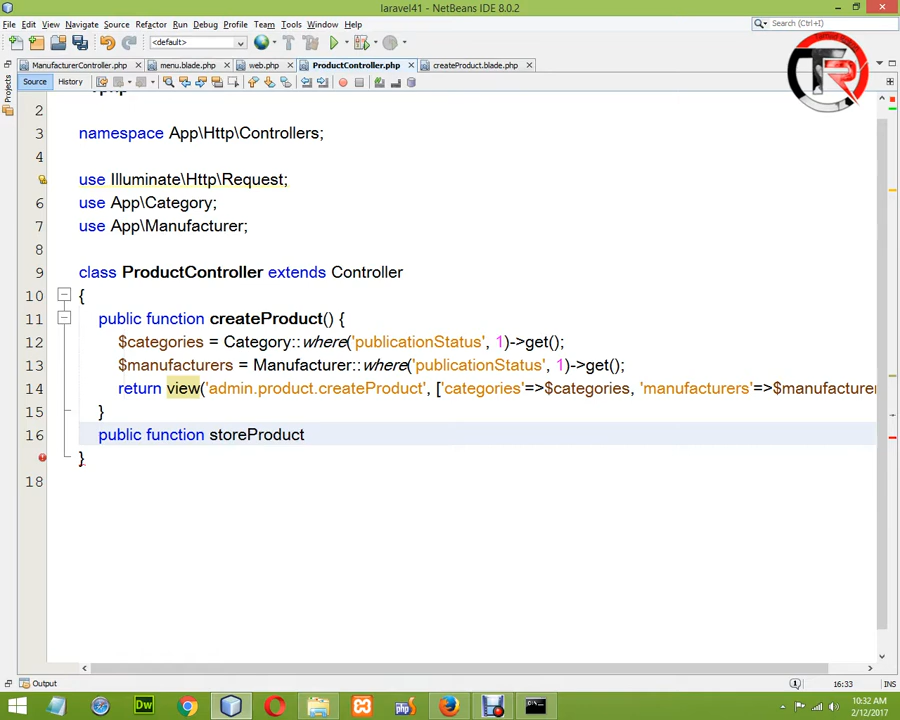 laravel41 - NetBeans IDE 8.0.2
File Edit View Navigate Source Refactor Run Debug Profile Team Tools Window Help
Search (Ctrl+I)
<default>
ManufacturerController.php menu.blade.php web.php ProductController.php createProduct.blade.php
Source History
Projects
2
3 namespace App\Http\Controllers;
4
use Illuminate\Http\Request;
6 use App\Category;
7 use App\Manufacturer;
8
9 class ProductController extends Controller
10 {
11 public function createProduct() {
12 $categories = Category::where('publicationStatus', 1)->get();
13 $manufacturers = Manufacturer::where('publicationStatus', 1)->get();
14 return view('admin.product.createProduct', ['categories'=>$categories, 'manufacturers'=>$manufacturer
15 }
16 public function storeProduct
}
18
Output
16:33 INS
Dw
php
10:32 AM
2/12/2017